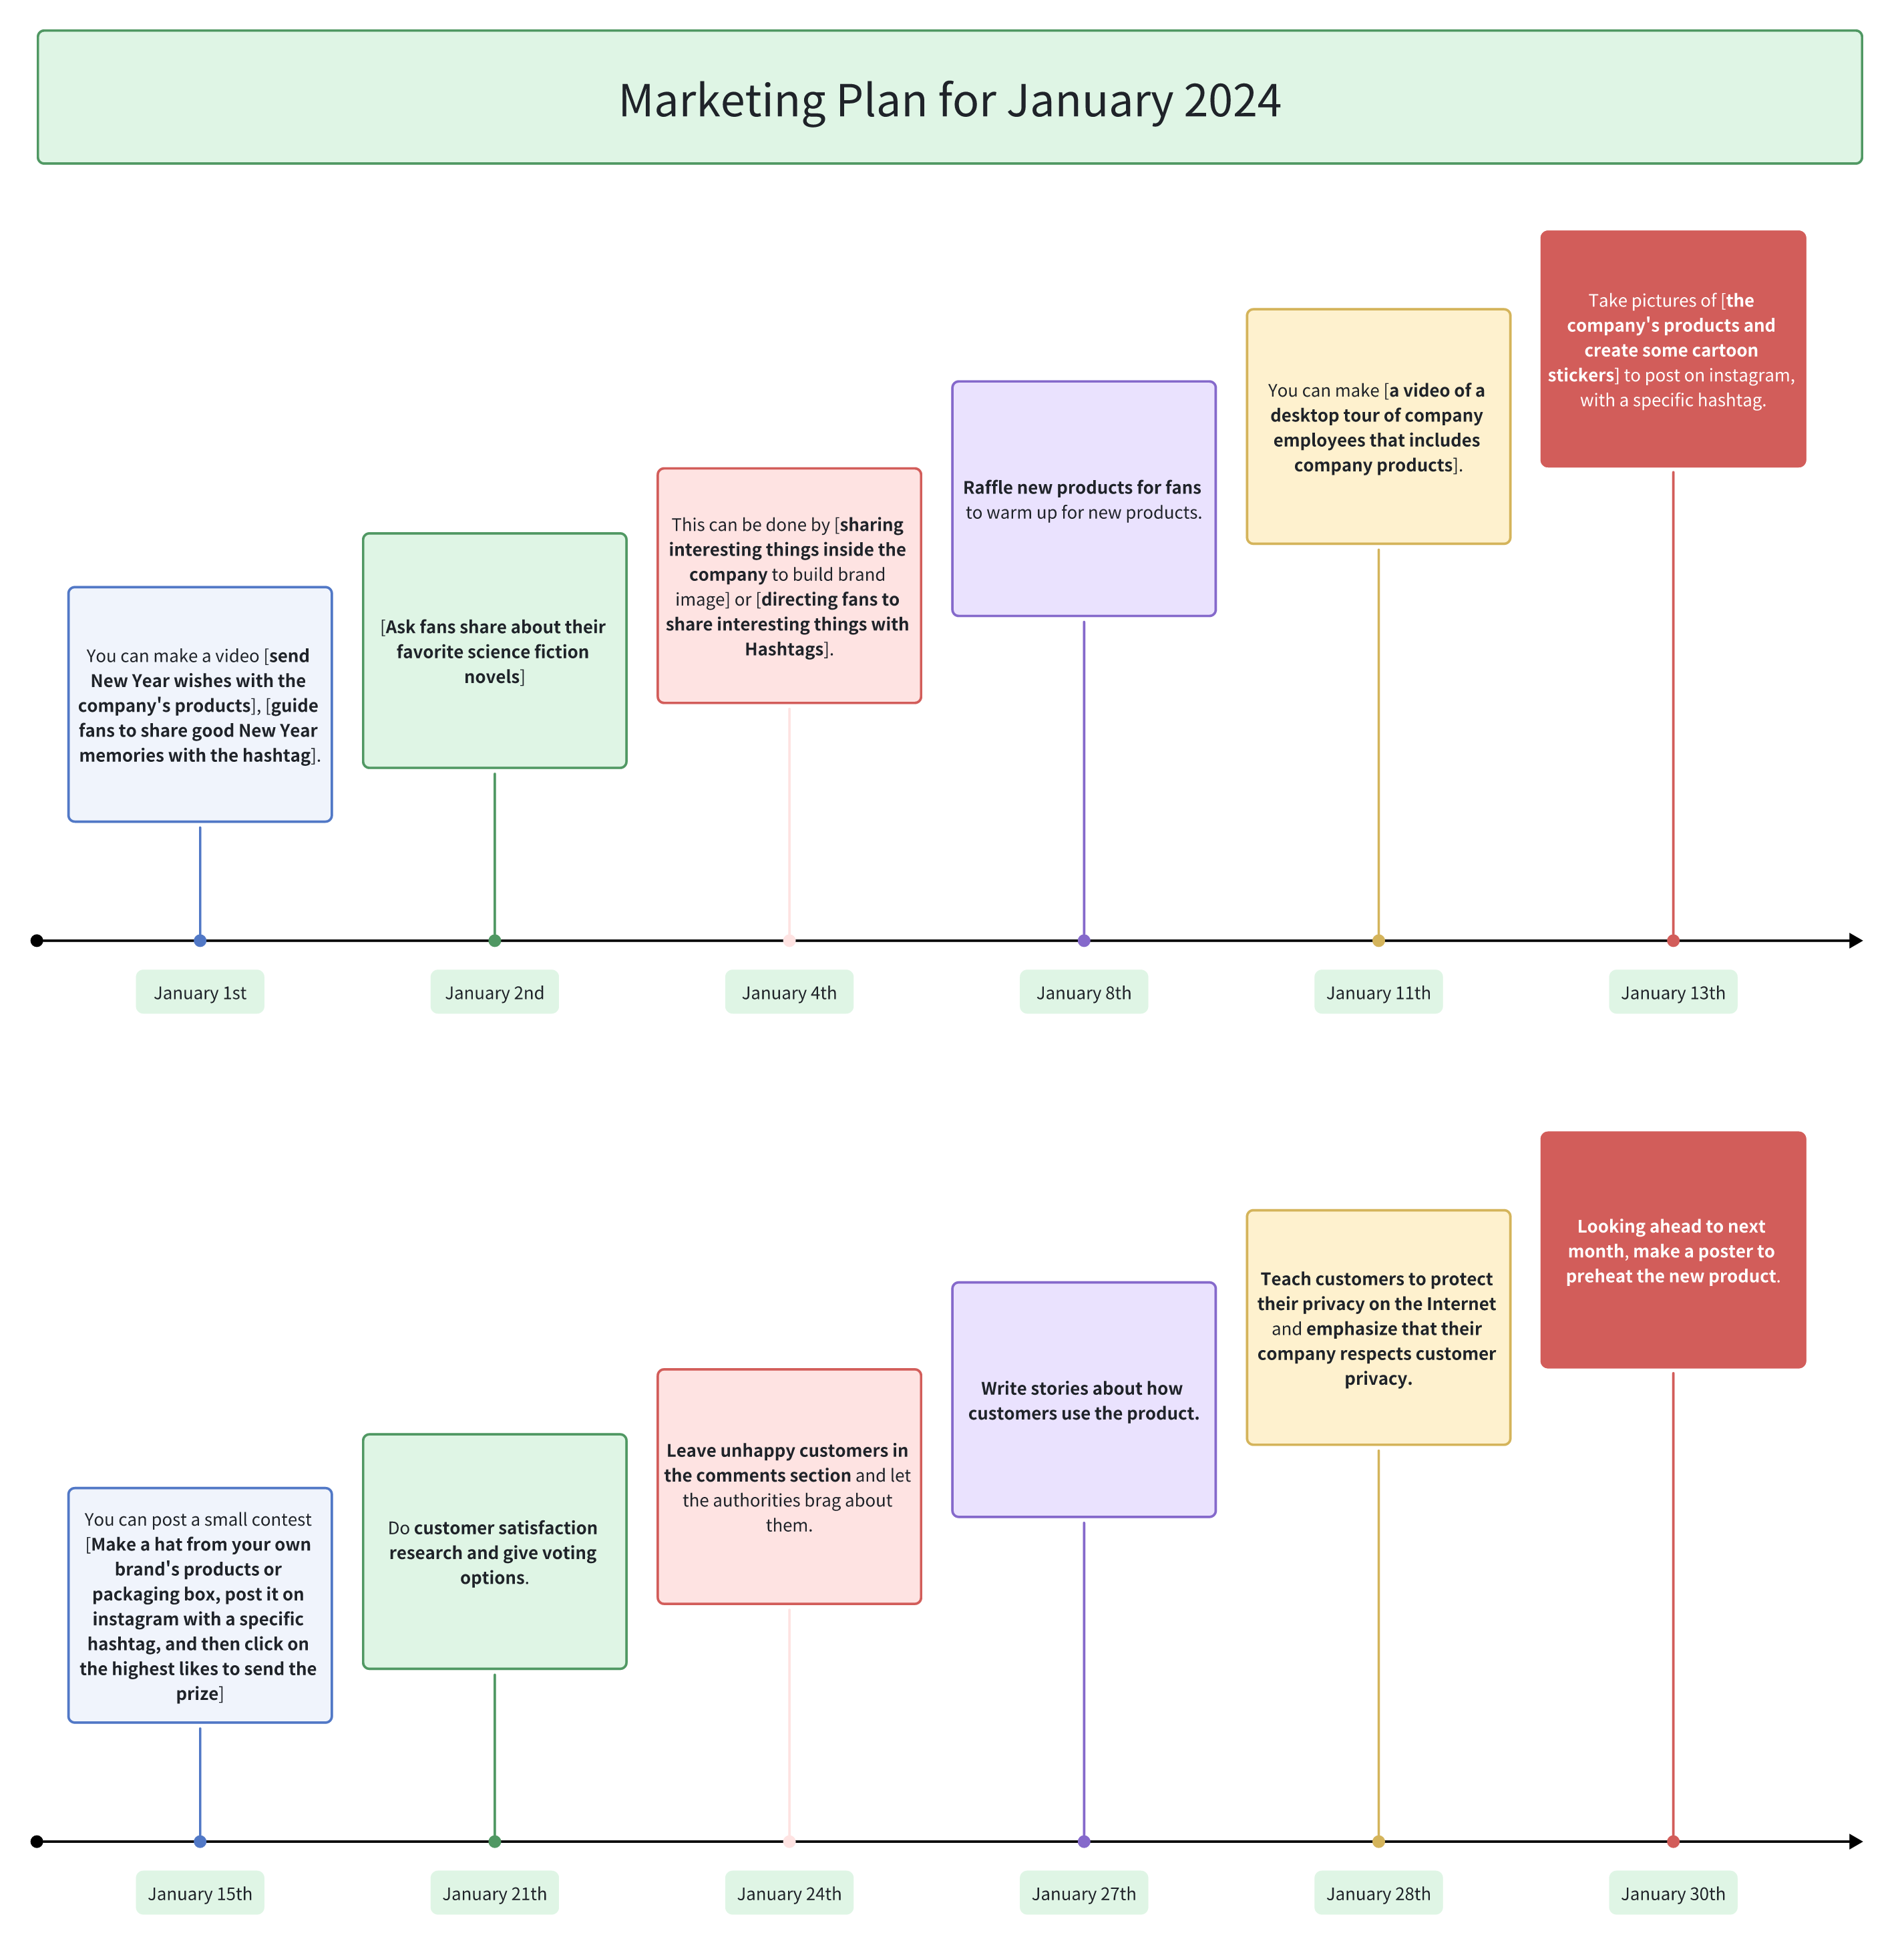 Marketing Plan for January 2024
You can make a video [send
New Year wishes with the
company's products], [guide
fans to share good New Year
memories with the hashtag].
[Ask fans share about their
favorite science fiction
novels]
This can be done by [sharing
interesting things inside the
company to build brand
image] or [directing fans to
share interesting things with
Hashtags].
Raffle new products for fans
to warm up for new products.
You can make [a video of a
desktop tour of company
employees that includes
company products].
Take pictures of [the
company's products and
create some cartoon
stickers] to post on instagram,
with a specific hashtag.
January 1st
January 2nd
January 4th
January 8th
January 11th
January 13th
You can post a small contest
[Make a hat from your own
brand's products or
packaging box, post it on
instagram with a specific
hashtag, and then click on
the highest likes to send the
prize]
Do customer satisfaction
research and give voting
options.
Leave unhappy customers in
the comments section and let
the authorities brag about
them.
Write stories about how
customers use the product.
Teach customers to protect
their privacy on the Internet
and emphasize that their
company respects customer
privacy.
Looking ahead to next
month, make a poster to
preheat the new product.
January 15th
January 21th
January 24th
January 27th
January 28th
January 30th